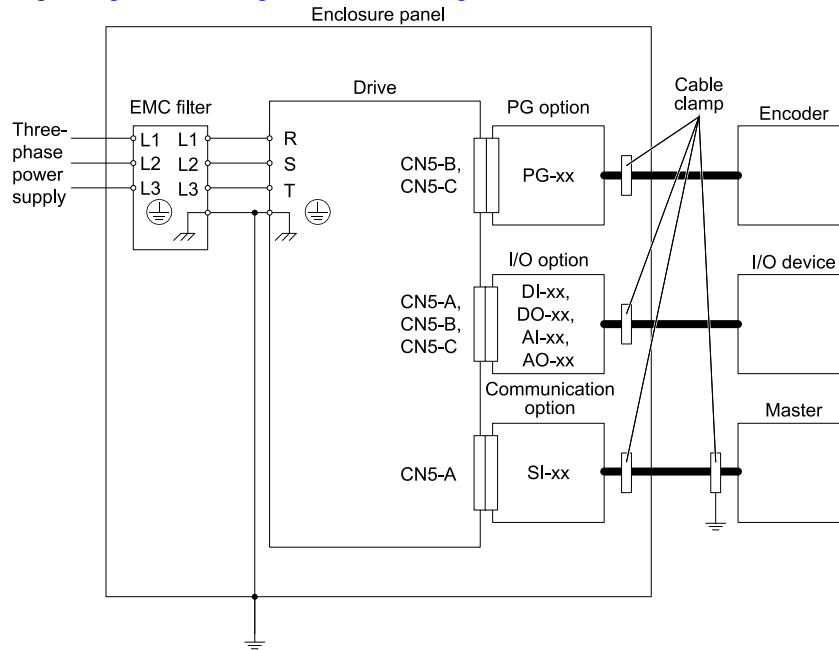 Enclosure panel
Drive
EMC filter
Three-
phase
power
supply
L1 L1
L2 L2
L3 L3
R
S
T
CN5-B,
CN5-C
PG option
PG-xx
Cable
clamp
Encoder
CN5-A,
CN5-B,
CN5-C
I/O option
DI-xx,
DO-xx,
AI-xx,
AO-xx
I/O device
CN5-A
Communication
option
SI-xx
Master